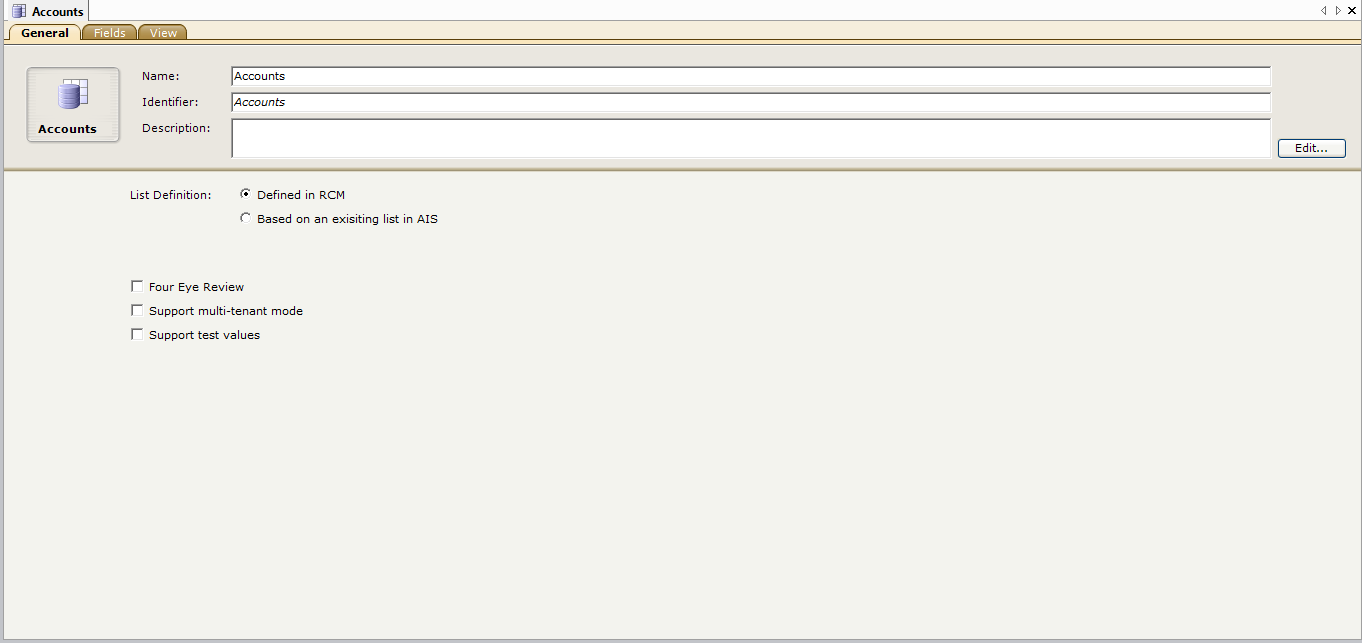 Accounts
General Fields View
Name: Accounts
Identifier: Accounts
Description:
Accounts
Edit...
List Definition: Defined in RCM
Based on an exisiting list in AIS
Four Eye Review
Support multi-tenant mode
Support test values